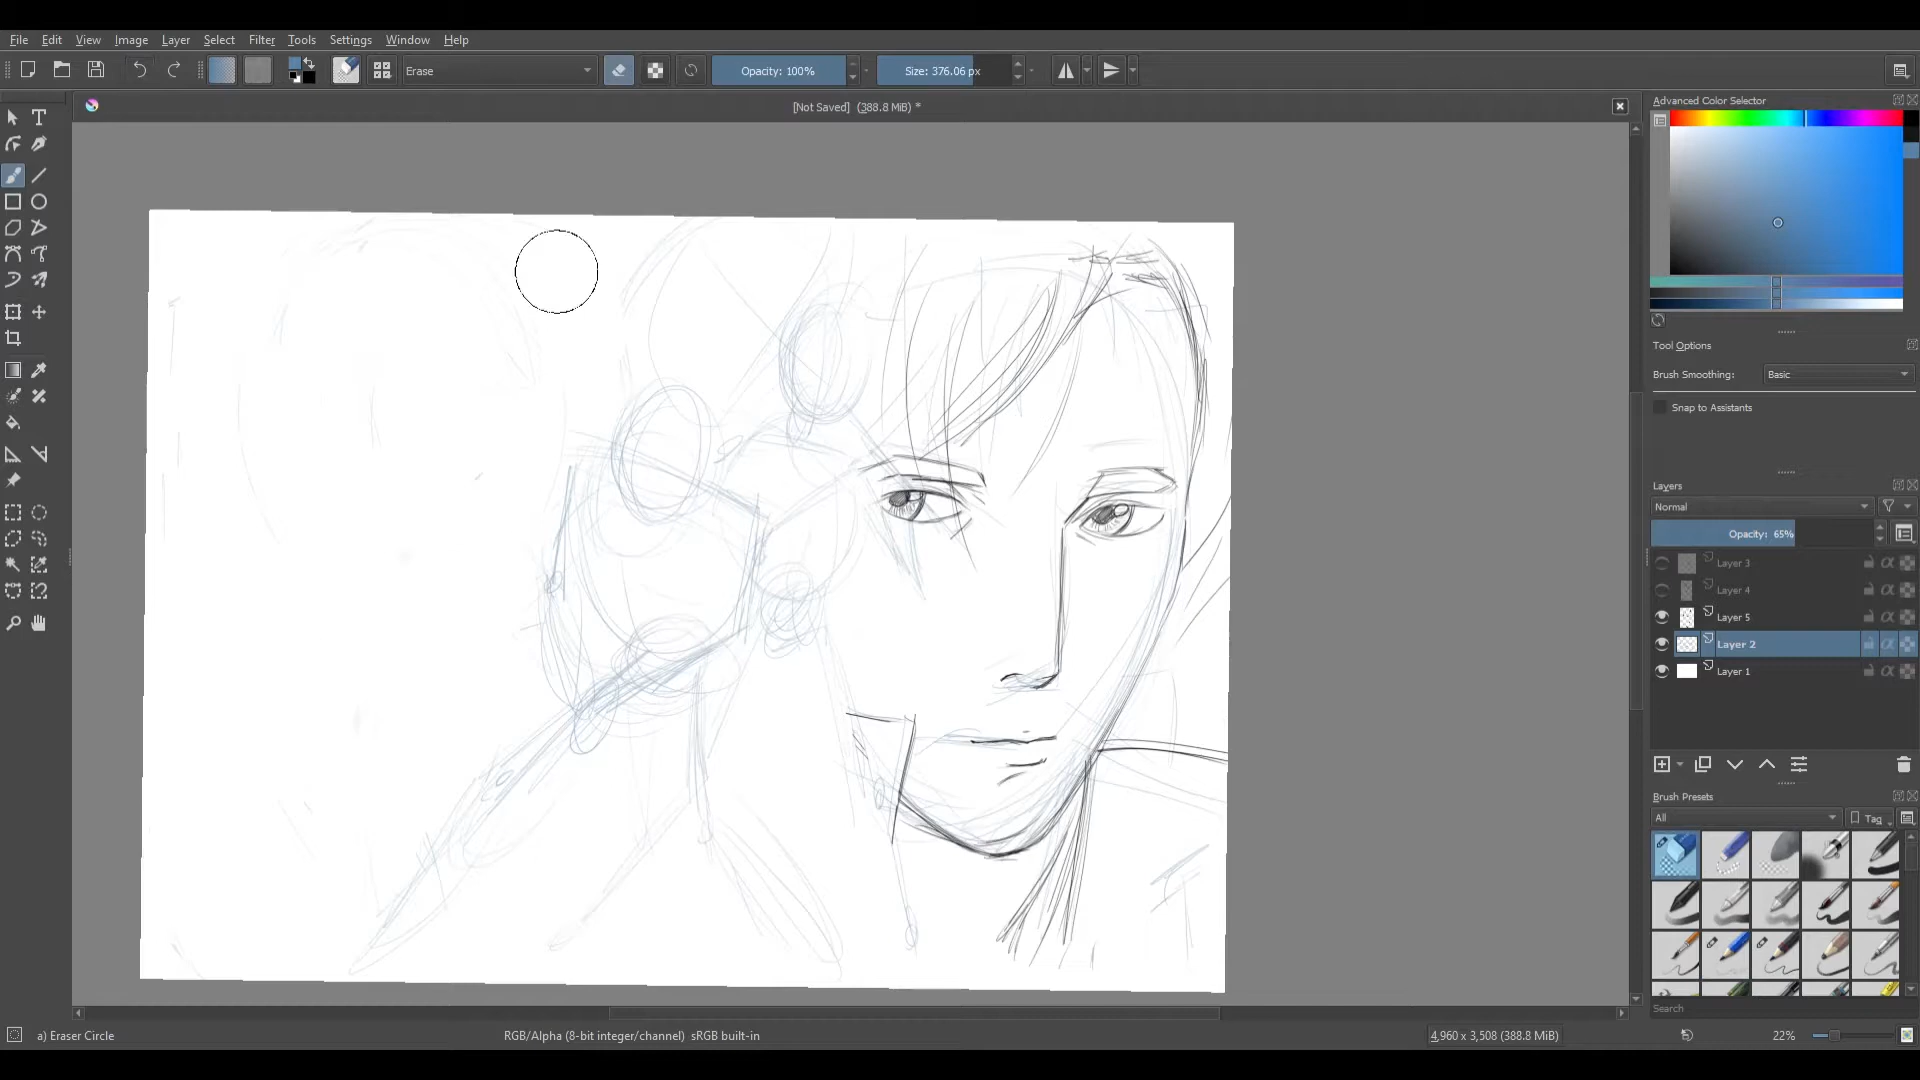 File Edit View Image Layer Select Filter Tools Settings Window Help
Erase Opacity: 100% Size: 376.06 px
[Not Saved] (388.8 MiB) *
Advanced Color Selector
Tool Options
Brush Smoothing: Basic
Snap to Assistants
Layers
Normal
Opacity: 65%
Layer 3
Layer 4
Layer 5
Layer 2
Layer 1
Brush Presets
All Tag
Search
a) Eraser Circle RGB/Alpha (8-bit integer/channel) sRGB built-in 4,960 x 3,508 (388.8 MiB) 22%